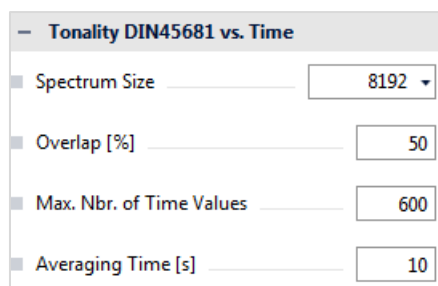 – Tonality DIN45681 vs. Time
Spectrum Size 8192
Overlap [%] 50
Max. Nbr. of Time Values 600
Averaging Time [s] 10